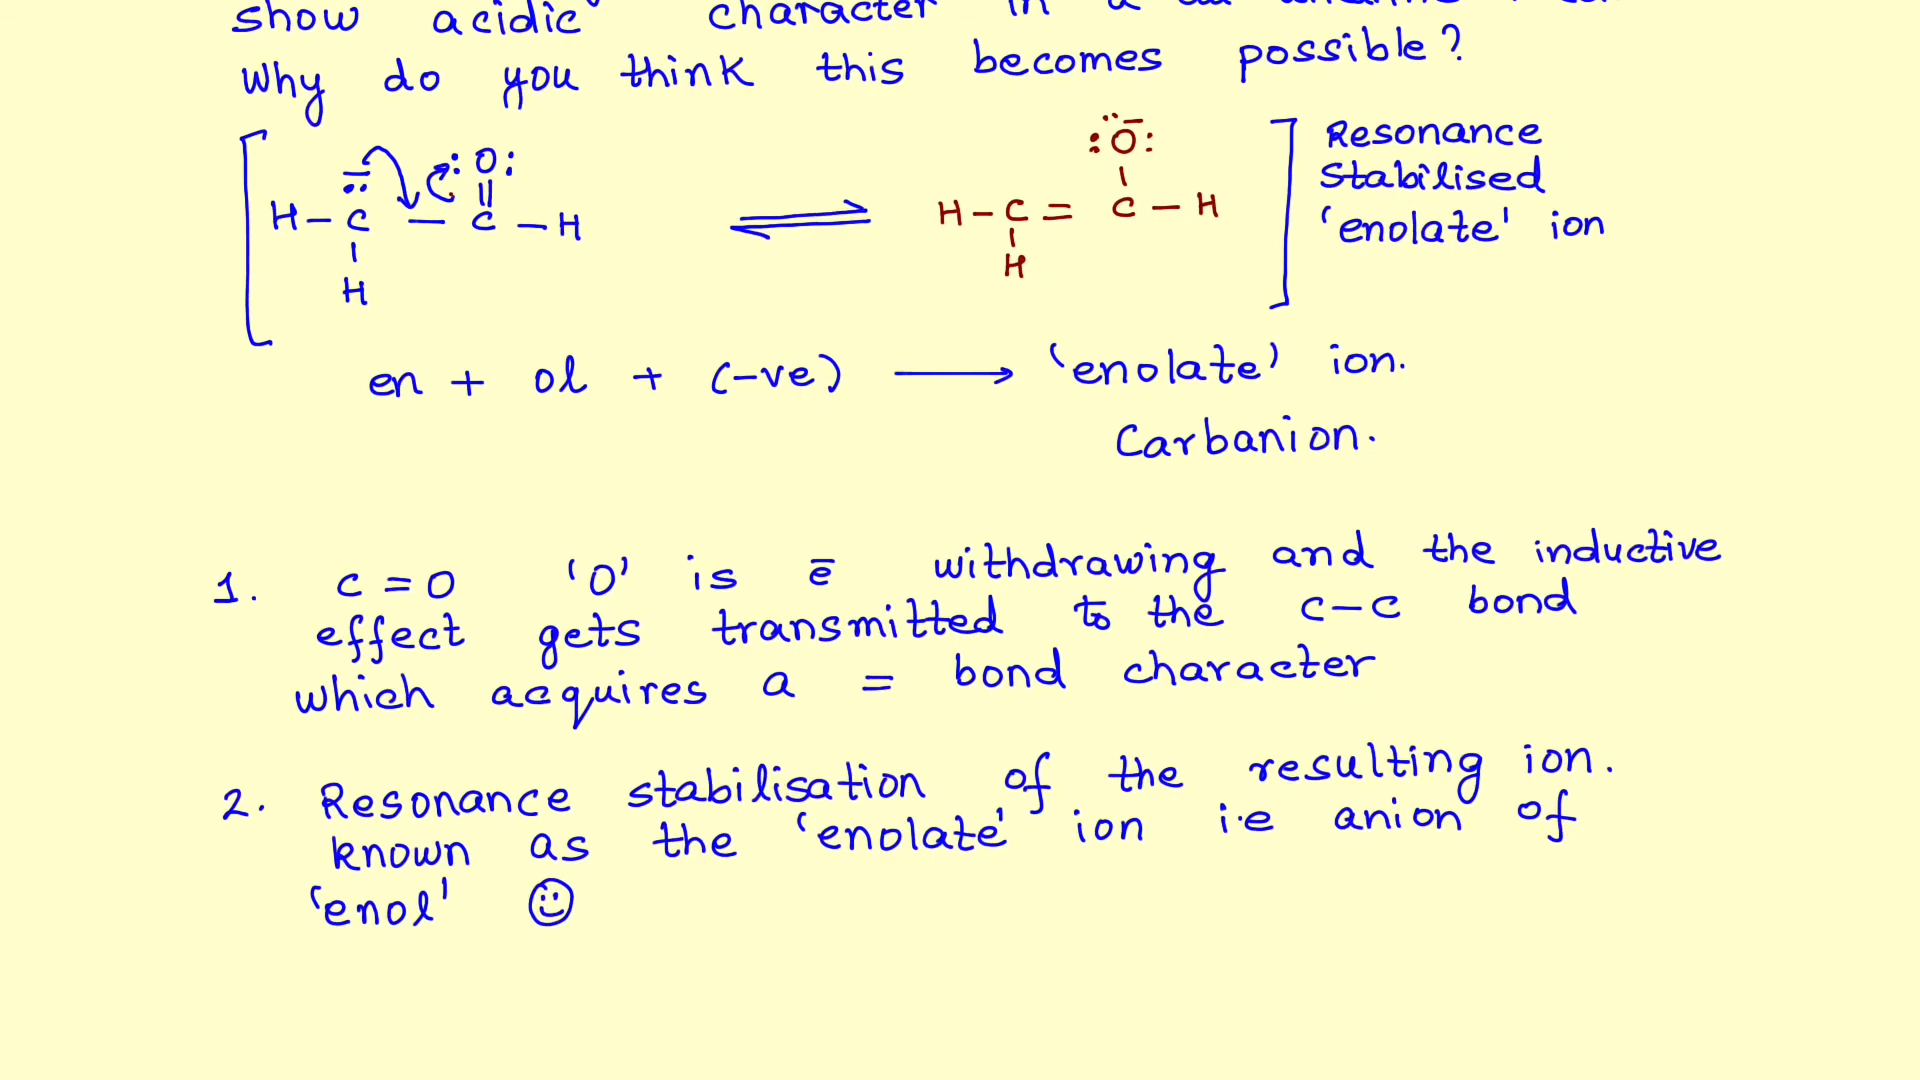 show acidic character in a
why do you think this becomes possible?
:Ö:⁻ Resonance
:O: stabilised
H – C – C – H ⇌ H – C = C – H 'enolate' ion
H H
en + ol + (-ve) ⟶ 'enolate' ion.
Carbanion.
1. C = O 'O' is ē withdrawing and the inductive
effect gets transmitted to the C – C bond
which acquires a = bond character
2. Resonance stabilisation of the resulting ion.
known as the 'enolate' ion i.e anion of
'enol' ☺